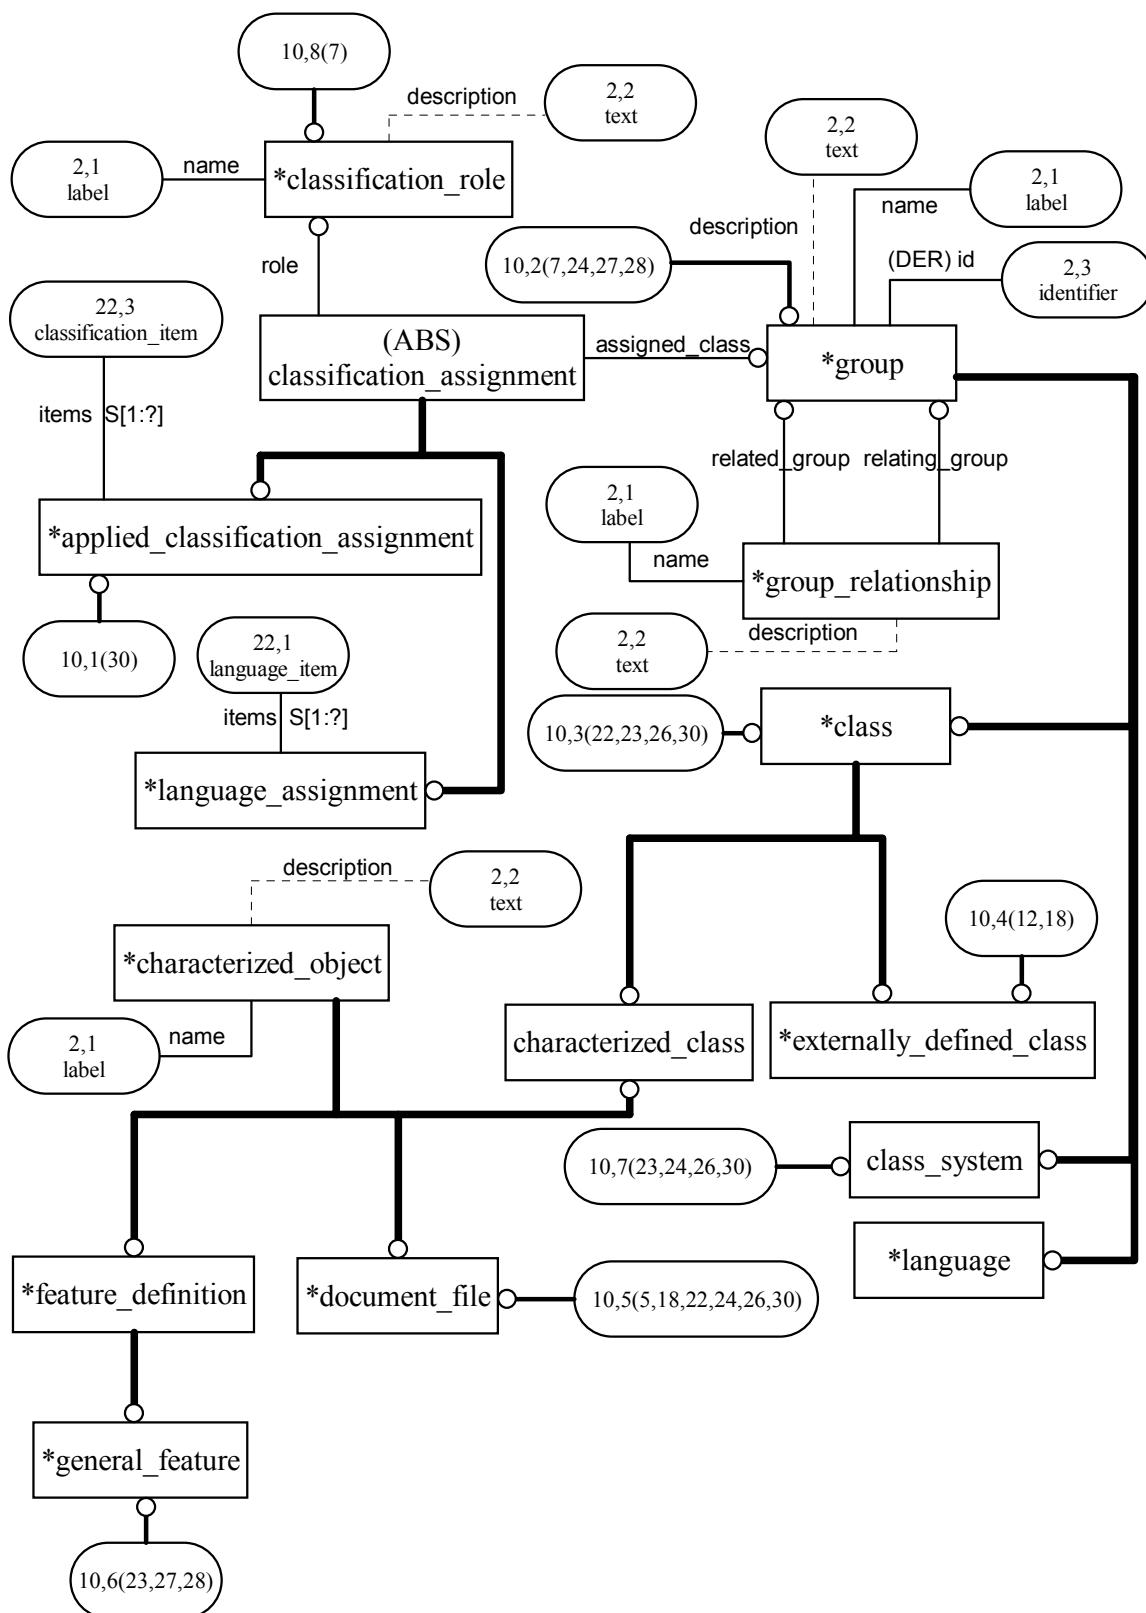 10,8(7)
description
2,2
text
2,2
text
2,1
label
name
*classification_role
2,1
label
name
description
(DER) id
2,3
identifier
10,2(7,24,27,28)
role
22,3
classification_item
(ABS)
classification_assignment
assigned_class
*group
items S[1:?]
related_group
relating_group
2,1
label
*applied_classification_assignment
name
*group_relationship
10,1(30)
22,1
language_item
2,2
text
description
items S[1:?]
10,3(22,23,26,30)
*class
*language_assignment
description
2,2
text
10,4(12,18)
*characterized_object
name
2,1
label
characterized_class
*externally_defined_class
10,7(23,24,26,30)
class_system
*language
*feature_definition
*document_file
10,5(5,18,22,24,26,30)
*general_feature
10,6(23,27,28)